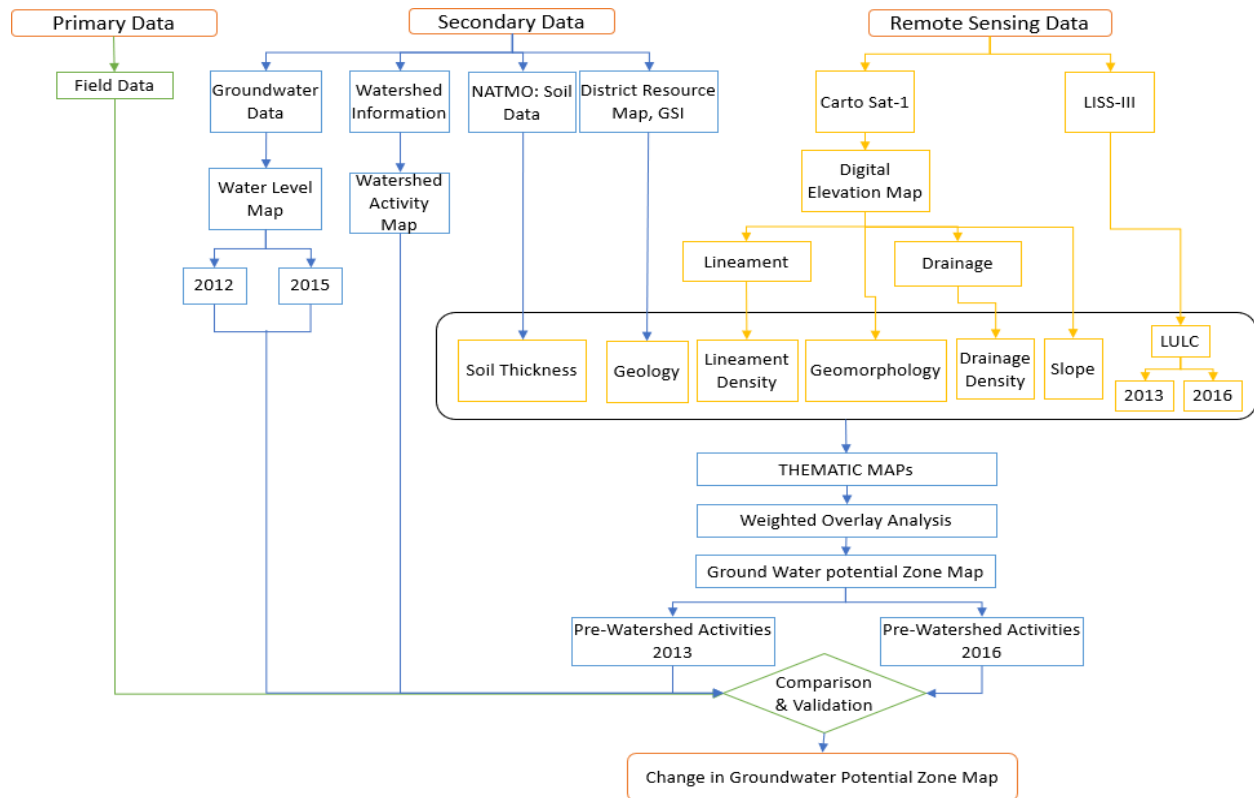 Primary Data
Secondary Data
Remote Sensing Data
Field Data
Groundwater
Data
Watershed
Information
NATMO: Soil
Data
District Resource
Map, GSI
Carto Sat-1
LISS-III
Water Level
Map
Watershed
Activity
Map
Digital
Elevation Map
2012
2015
Lineament
Drainage
Soil Thickness
Geology
Lineament
Density
Geomorphology
Drainage
Density
Slope
LULC
2013
2016
THEMATIC MAPs
Weighted Overlay Analysis
Ground Water potential Zone Map
Pre-Watershed Activities
2013
Pre-Watershed Activities
2016
Comparison
& Validation
Change in Groundwater Potential Zone Map